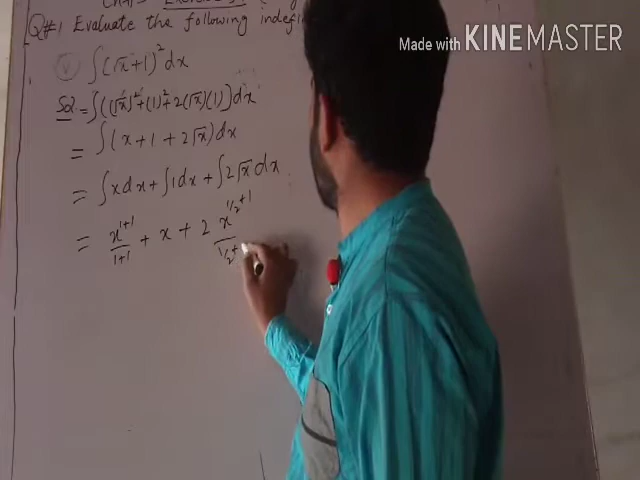 Q#1 Evaluate the following indefi
Made with KINEMASTER
(v) ∫(√x+1)² dx
Sol = ∫[(√x)²+(1)²+2(√x)(1)]dx
= ∫(x+1+2√x)dx
= ∫xdx+∫1dx+∫2√x dx
= x^(1+1)/(1+1) + x + 2 x^(1/2+1)/(1/2+